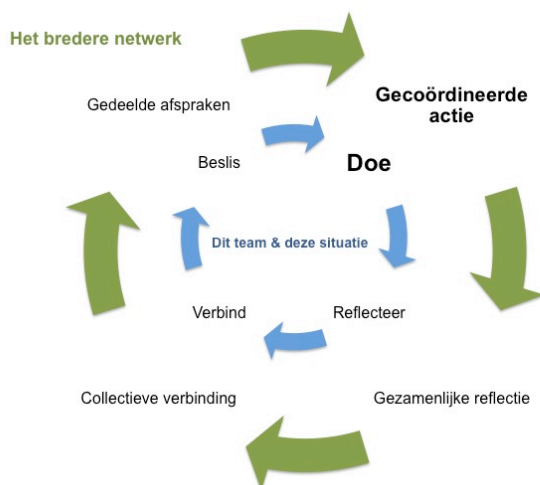 Het bredere netwerk
Gedeelde afspraken
Gecoördineerde
actie
Beslis
Doe
Dit team & deze situatie
Verbind
Reflecteer
Collectieve verbinding
Gezamenlijke reflectie